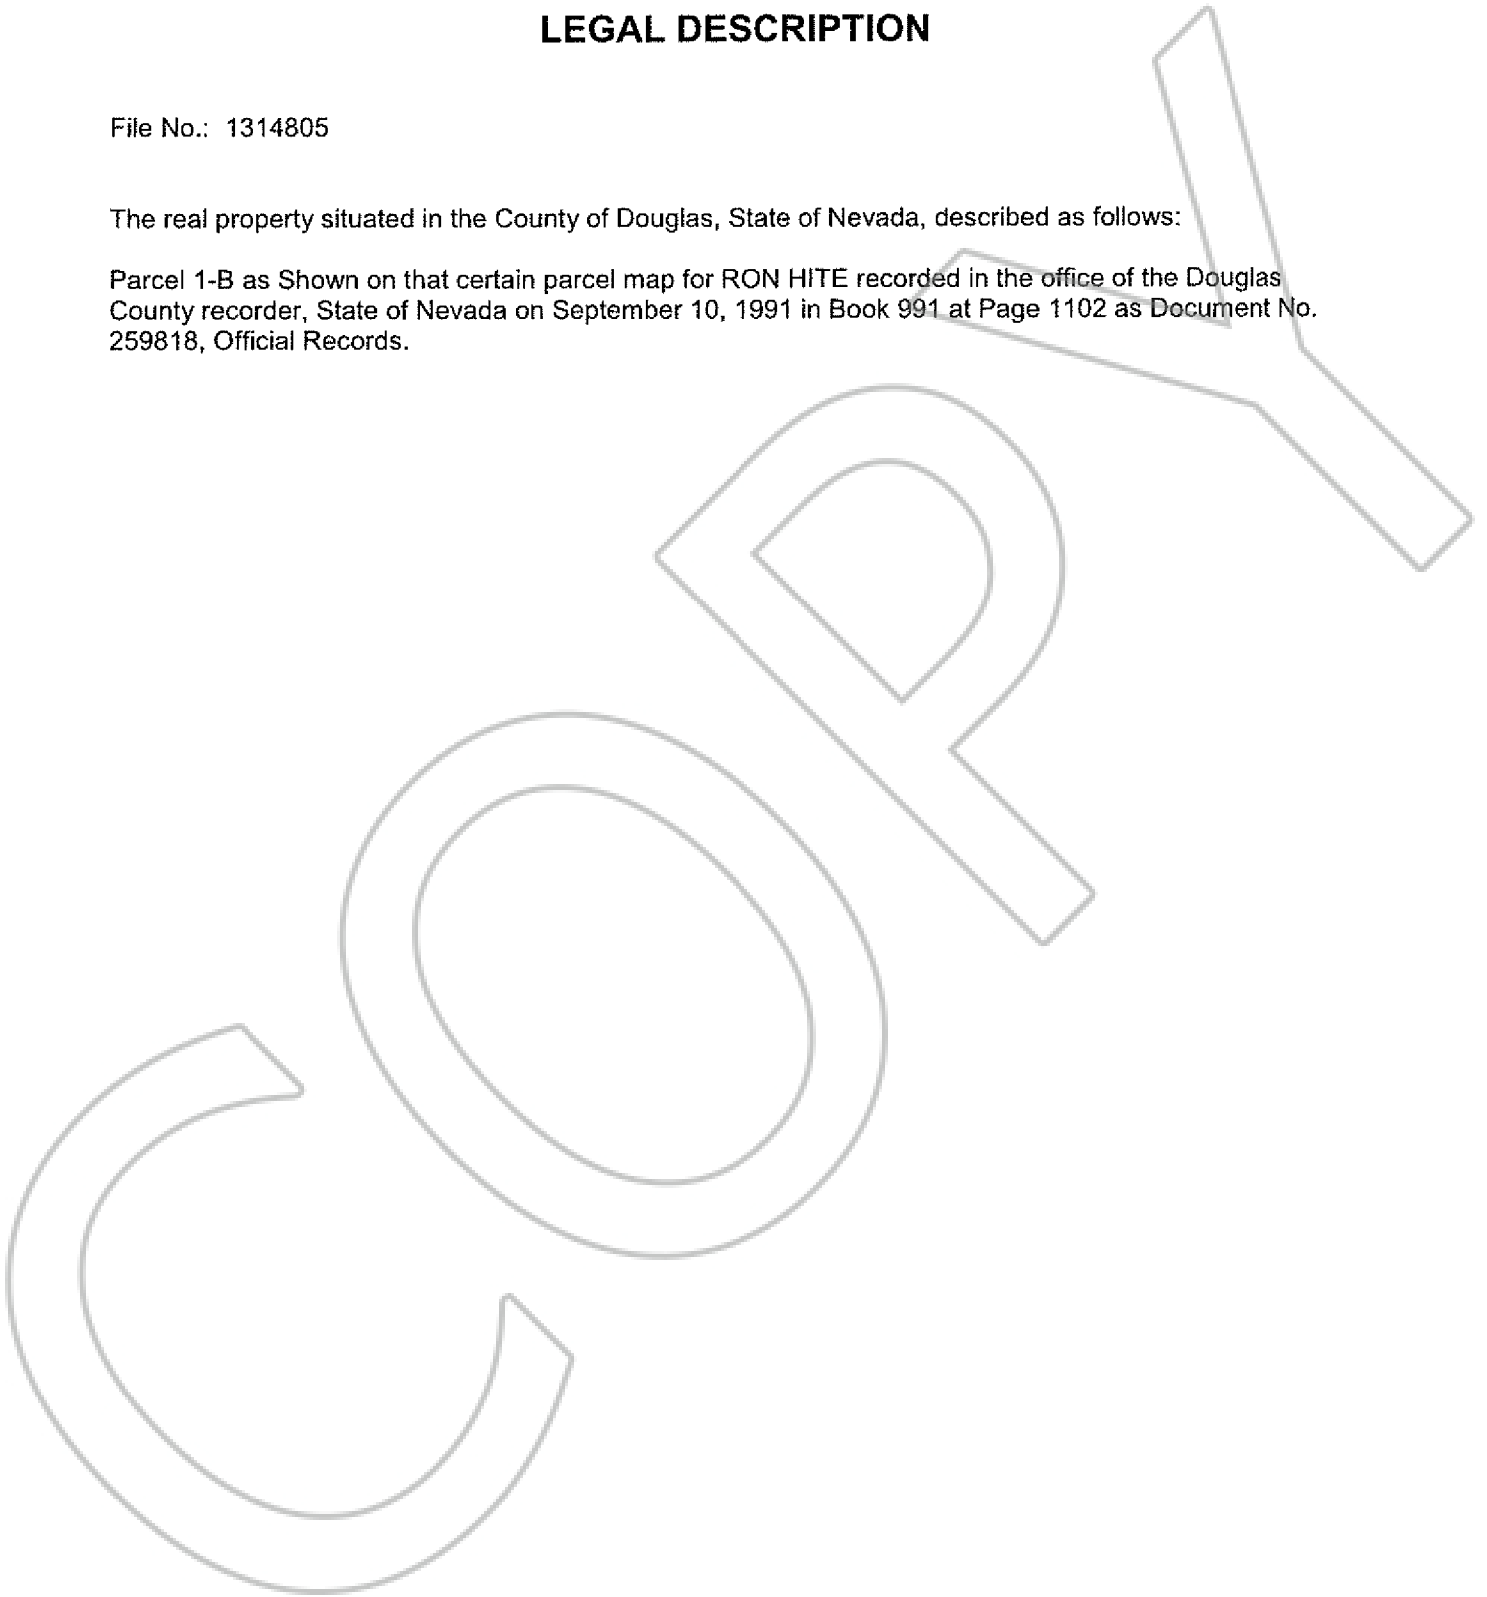 LEGAL DESCRIPTION
File No.: 1314805
The real property situated in the County of Douglas, State of Nevada, described as follows:
Parcel 1-B as Shown on that certain parcel map for RON HITE recorded in the office of the Douglas
County recorder, State of Nevada on September 10, 1991 in Book 991 at Page 1102 as Document No.
259818, Official Records.
COPY